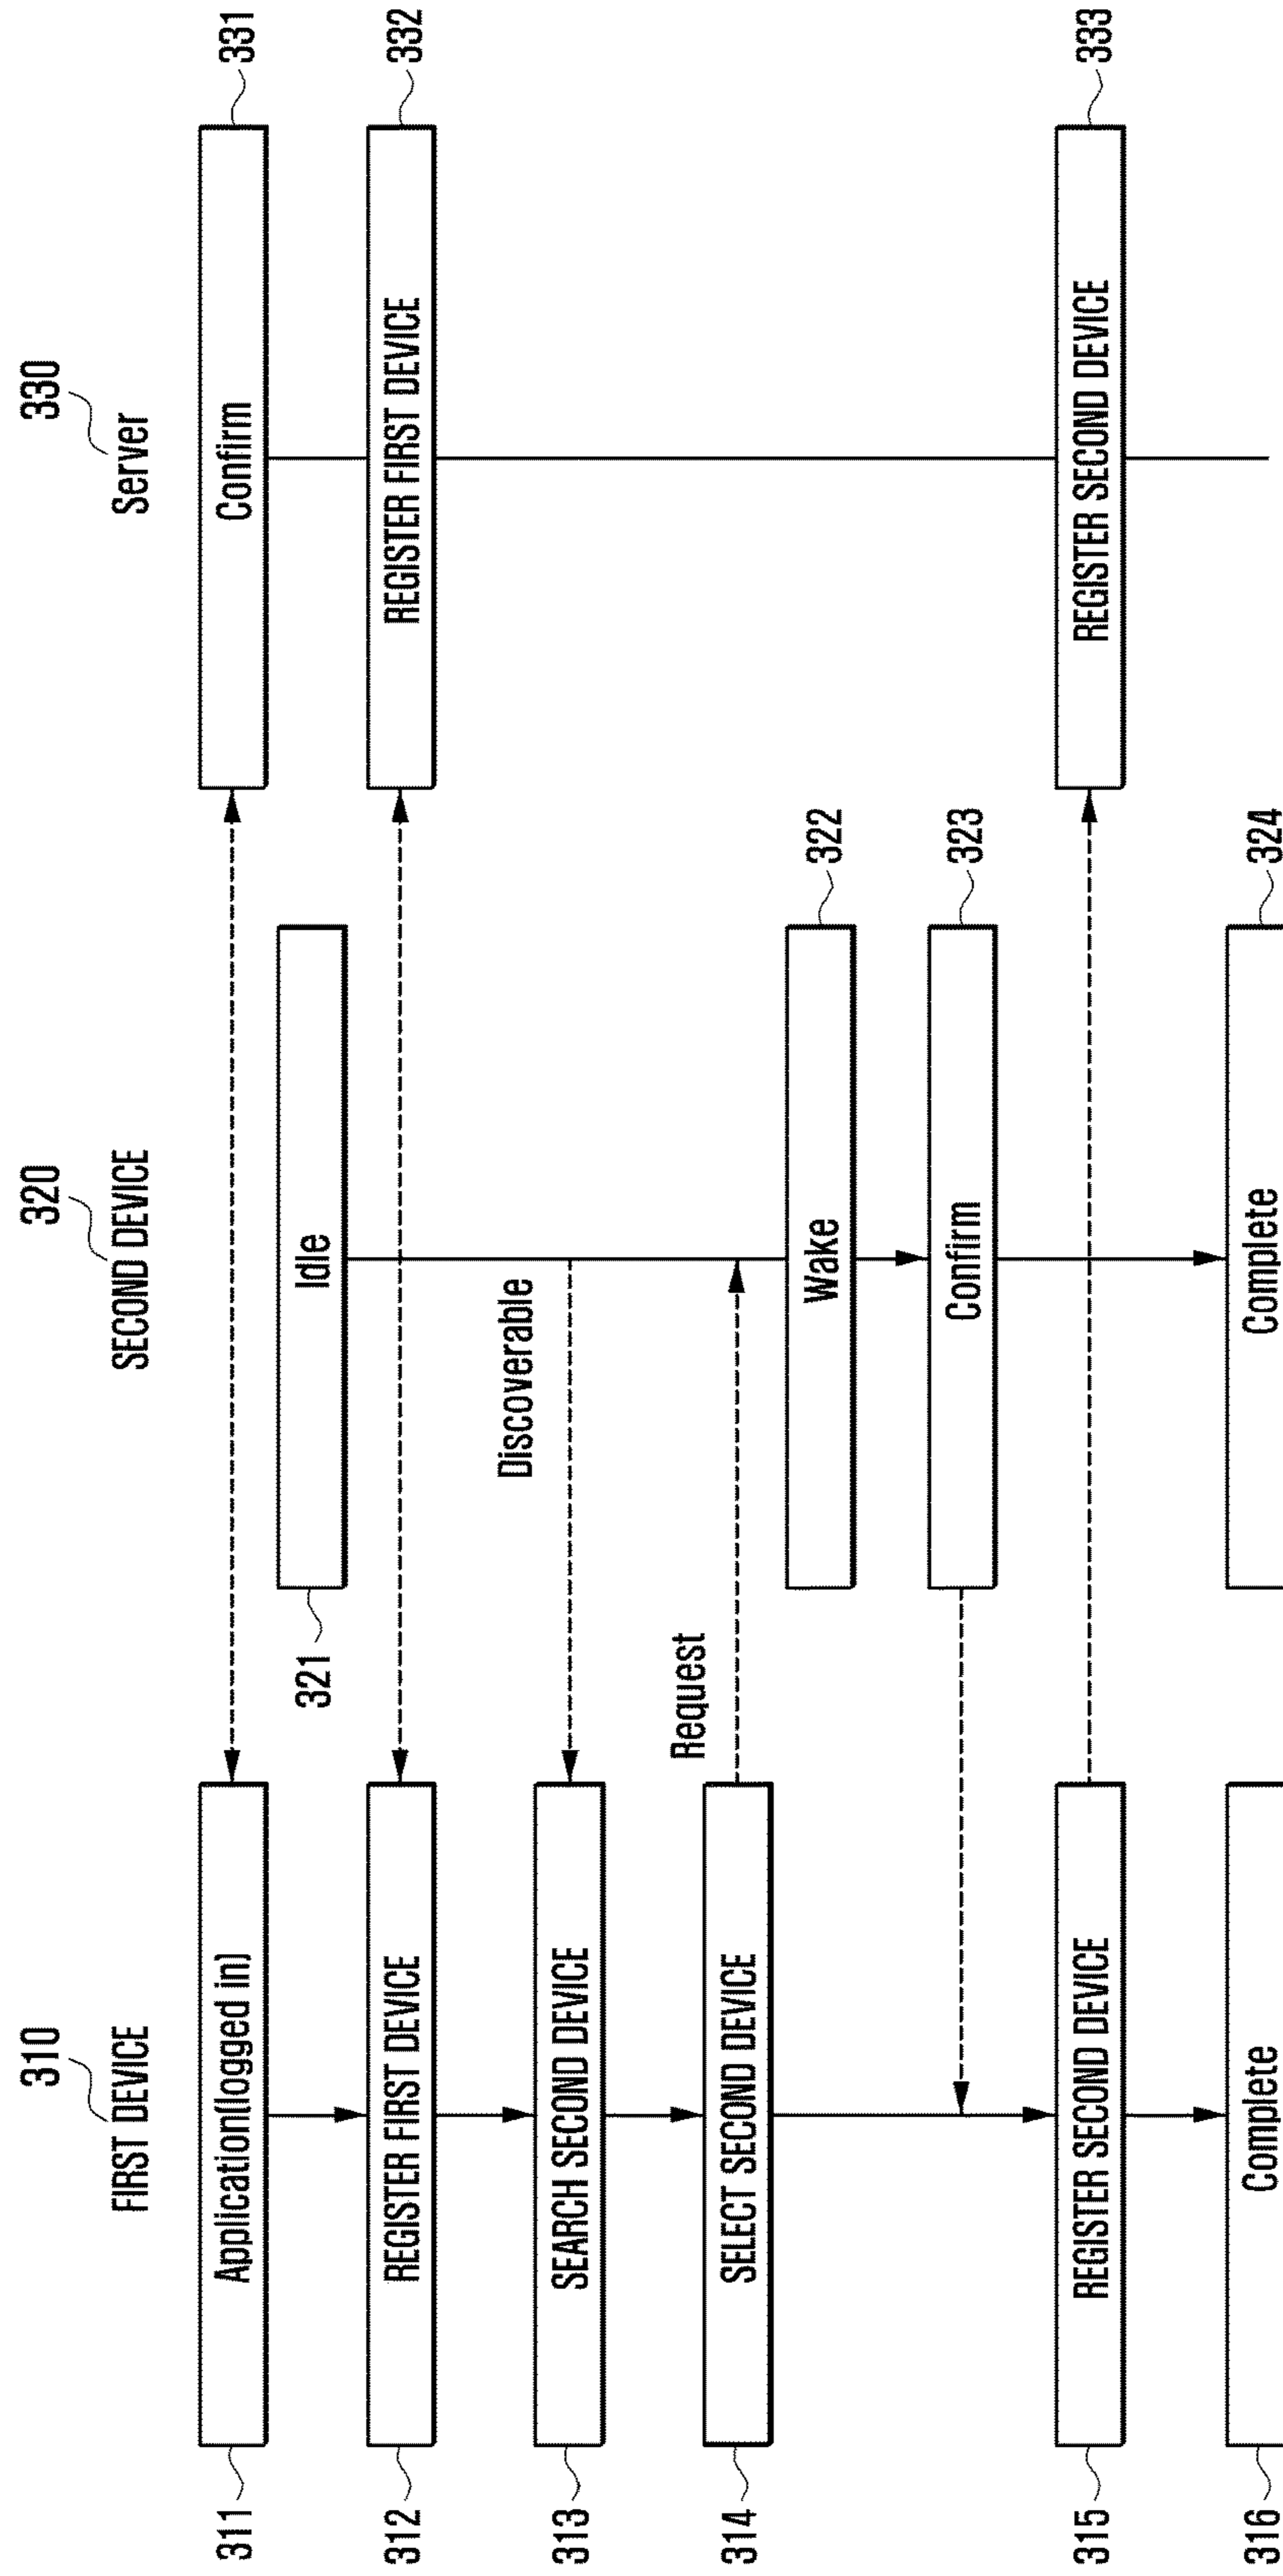 310
FIRST DEVICE
320
SECOND DEVICE
330
Server
311
Application(logged in)
Confirm
331
321
Idle
312
REGISTER FIRST DEVICE
REGISTER FIRST DEVICE
332
Discoverable
313
SEARCH SECOND DEVICE
Request
314
SELECT SECOND DEVICE
Wake
322
Confirm
323
315
REGISTER SECOND DEVICE
REGISTER SECOND DEVICE
333
316
Complete
Complete
324